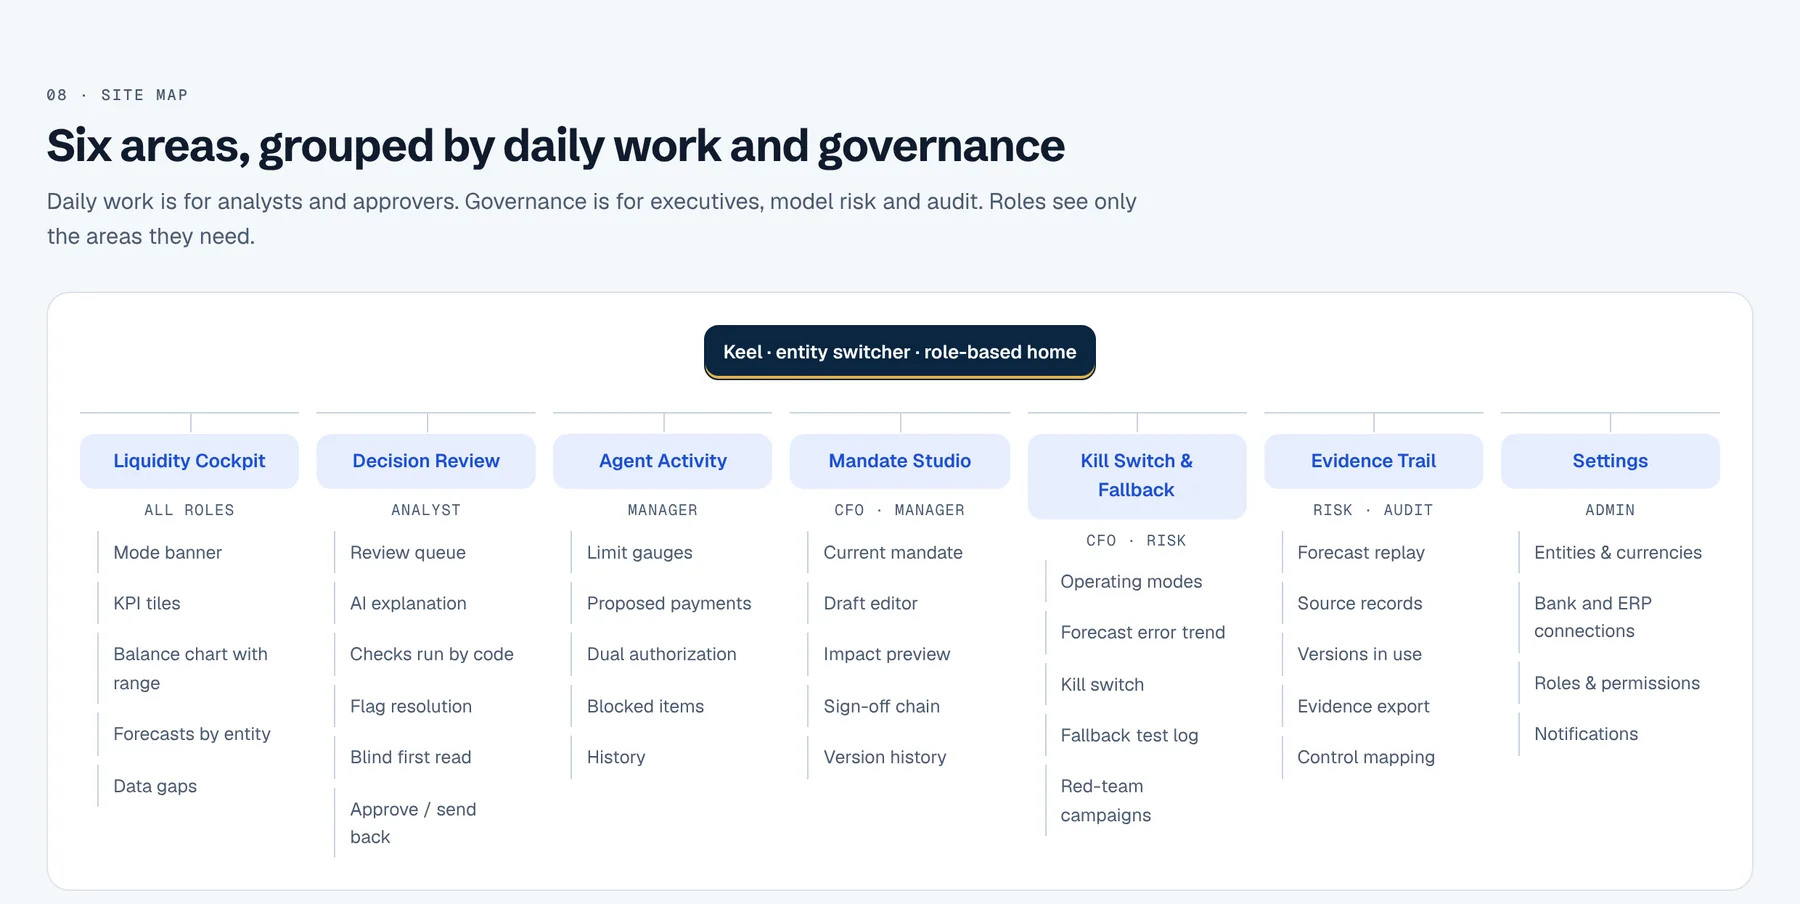 08 · SITE MAP
Six areas, grouped by daily work and governance
Daily work is for analysts and approvers. Governance is for executives, model risk and audit. Roles see only
the areas they need.
Keel · entity switcher · role-based home
Liquidity Cockpit
ALL ROLES
Mode banner
KPI tiles
Balance chart with
range
Forecasts by entity
Data gaps
Decision Review
ANALYST
Review queue
AI explanation
Checks run by code
Flag resolution
Blind first read
Approve / send
back
Agent Activity
MANAGER
Limit gauges
Proposed payments
Dual authorization
Blocked items
History
Mandate Studio
CFO · MANAGER
Current mandate
Draft editor
Impact preview
Sign-off chain
Version history
Kill Switch &
Fallback
CFO · RISK
Operating modes
Forecast error trend
Kill switch
Fallback test log
Red-team
campaigns
Evidence Trail
RISK · AUDIT
Forecast replay
Source records
Versions in use
Evidence export
Control mapping
Settings
ADMIN
Entities & currencies
Bank and ERP
connections
Roles & permissions
Notifications